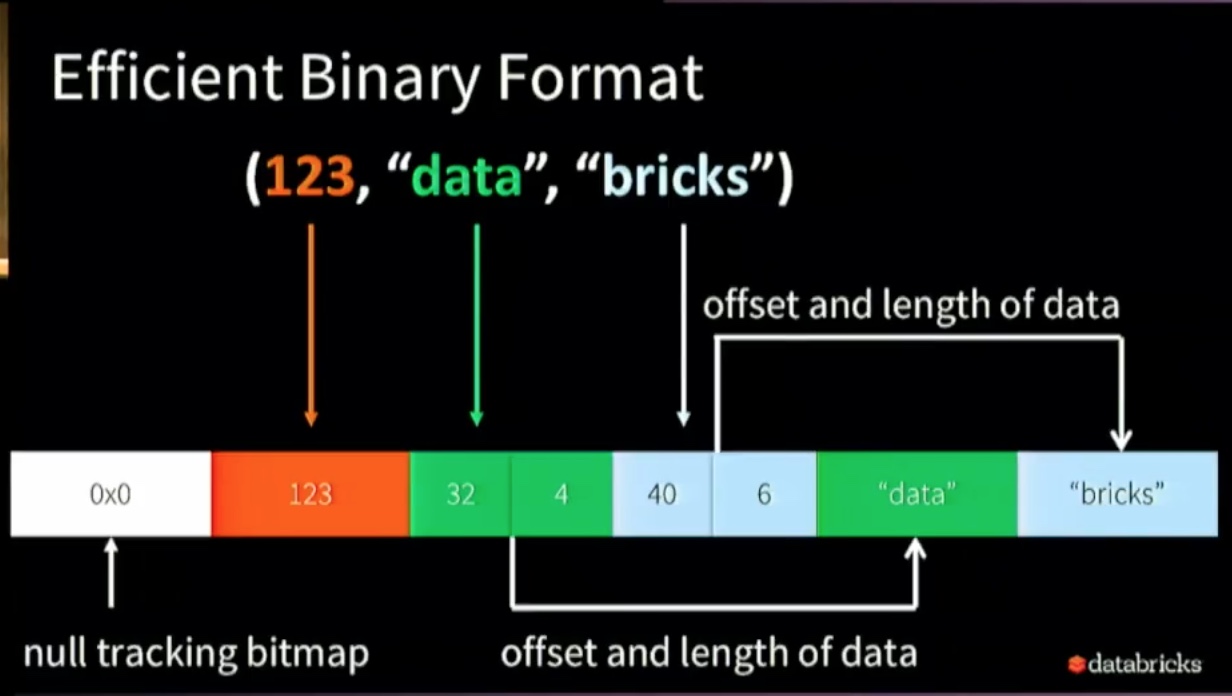 Efficient Binary Format
(123, “data”, “bricks”)
offset and length of data
0x0 123 32 4 40 6 “data” “bricks”
null tracking bitmap
offset and length of data
databricks